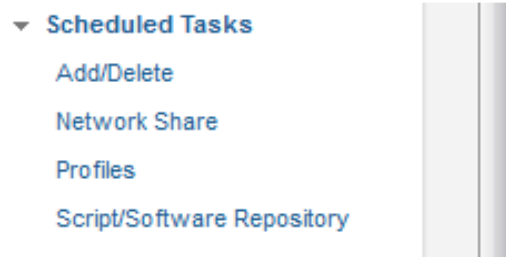 Scheduled Tasks
Add/Delete
Network Share
Profiles
Script/Software Repository